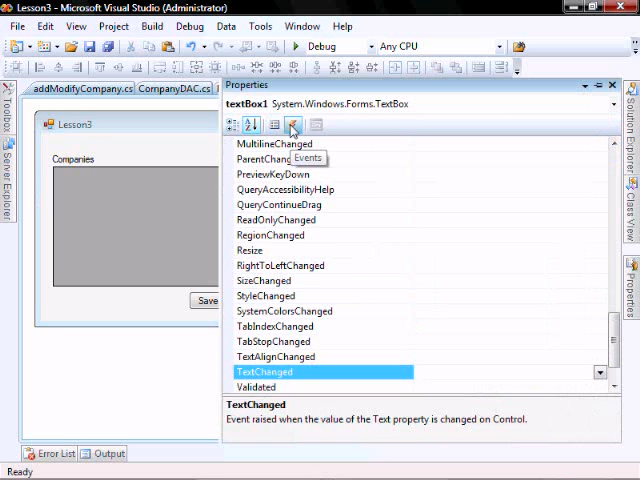 Lesson3 - Microsoft Visual Studio (Administrator)
File Edit View Project Build Data Tools Window Help
Debug Any CPU
addModifyCompany.cs CompanyDAC.cs
Properties
textBox1 System.Windows.Forms.TextBox
Toolbox
Server Explorer
Solution Explorer
Class View
Properties
Lesson3
Companies
Save
Events
MultilineChanged
ParentChang
PreviewKeyDown
QueryAccessibilityHelp
QueryContinueDrag
ReadOnlyChanged
RegionChanged
Resize
RightToLeftChanged
SizeChanged
StyleChanged
SystemColorsChanged
TabIndexChanged
TabStopChanged
TextAlignChanged
TextChanged
Validated
TextChanged
Event raised when the value of the Text property is changed on Control.
Error List Output
Ready